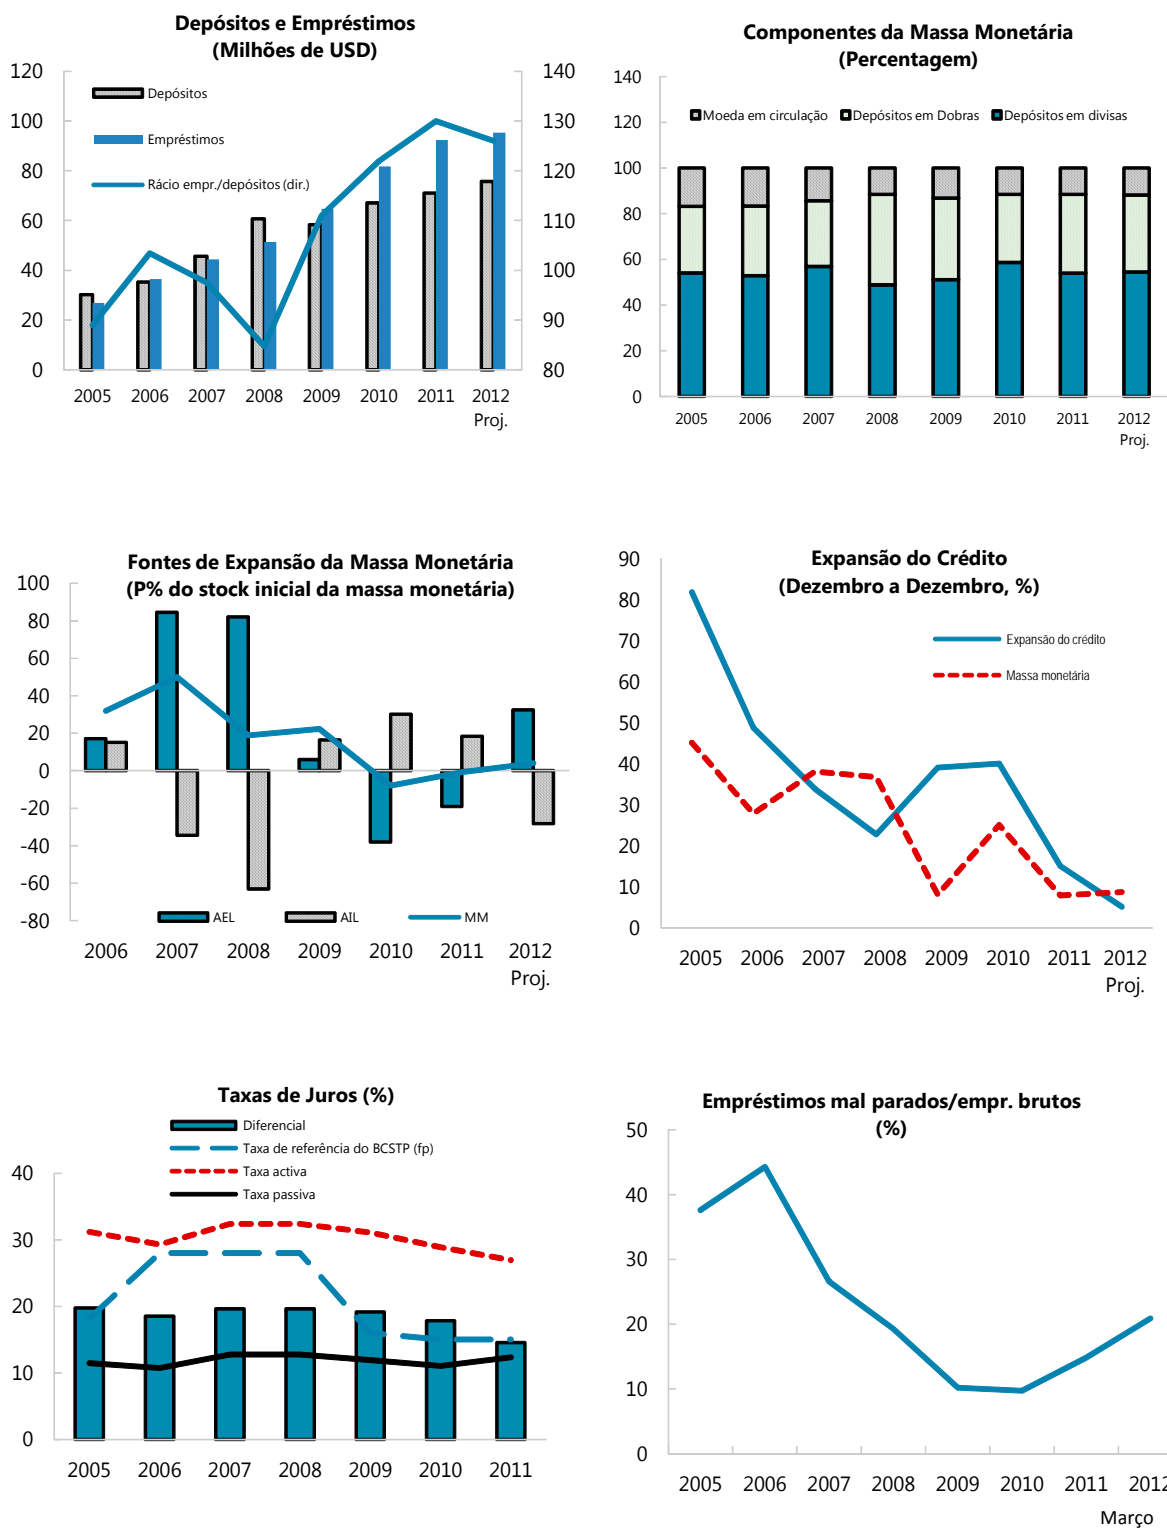 Depósitos e Empréstimos
(Milhões de USD)
120
100
80
60
40
20
0
140
130
120
110
100
90
80
Depósitos
Empréstimos
Rácio empr./depósitos (dir.)
2005 2006 2007 2008 2009 2010 2011 2012
Proj.
Componentes da Massa Monetária
(Percentagem)
140
120
100
80
60
40
20
0
Moeda em circulação Depósitos em Dobras Depósitos em divisas
2005 2006 2007 2008 2009 2010 2011 2012
Proj.
Fontes de Expansão da Massa Monetária
(P% do stock inicial da massa monetária)
100
80
60
40
20
0
-20
-40
-60
-80
AEL AIL MM
2006 2007 2008 2009 2010 2011 2012
Proj.
Expansão do Crédito
(Dezembro a Dezembro, %)
90
80
70
60
50
40
30
20
10
0
Expansão do crédito
Massa monetária
2005 2006 2007 2008 2009 2010 2011 2012
Proj.
Taxas de Juros (%)
Diferencial
Taxa de referência do BCSTP (fp)
Taxa activa
Taxa passiva
40
30
20
10
0
2005 2006 2007 2008 2009 2010 2011
Empréstimos mal parados/empr. brutos
(%)
50
40
30
20
10
0
2005 2006 2007 2008 2009 2010 2011 2012
Março